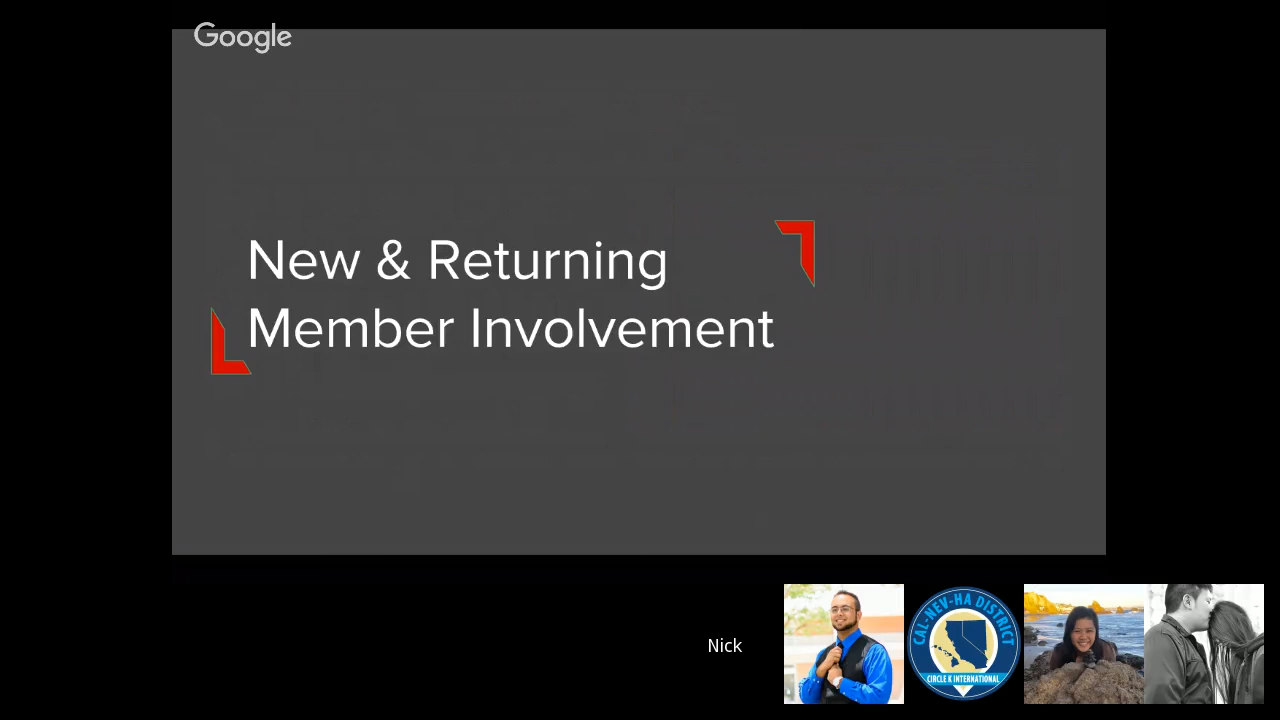 Google
New & Returning
Member Involvement
Nick
CAL-NEV-HA DISTRICT
CIRCLE K INTERNATIONAL